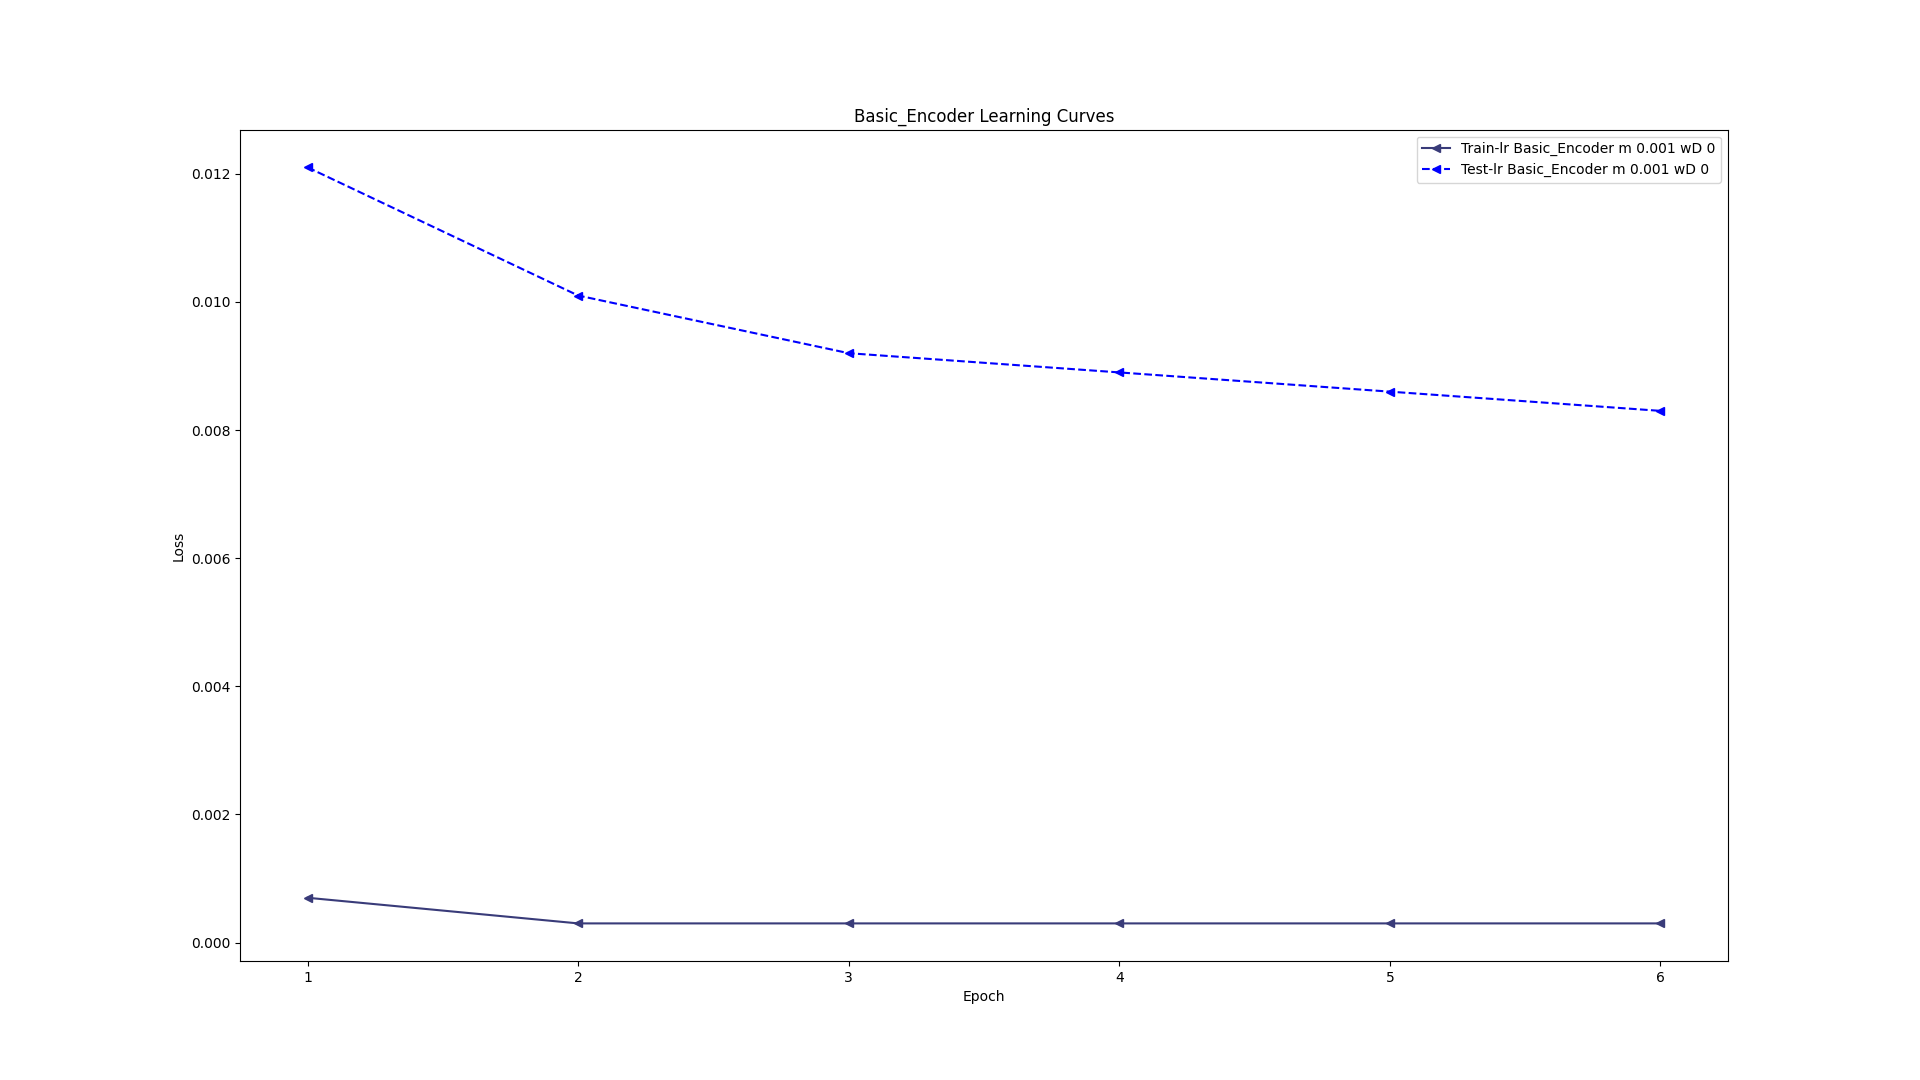 Basic_Encoder Learning Curves
Train-lr Basic_Encoder m 0.001 wD 0
Test-lr Basic_Encoder m 0.001 wD 0
0.012
0.010
0.008
0.006
0.004
0.002
0.000
Loss
1 2 3 4 5 6
Epoch